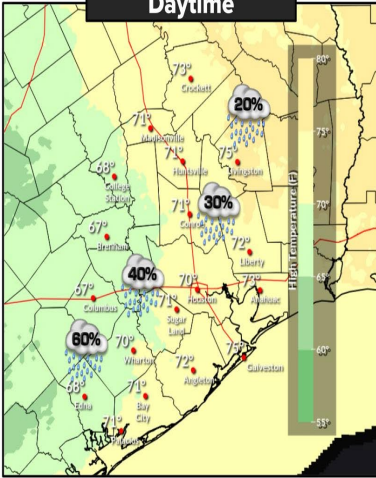 Daytime
80°
73°
Crockett
20%
71°
Madisonville
75°
71°
Huntsville
75°
Livingston
68°
College
Station
30%
70°
71°
Conroe
67°
Brenham
72°
Liberty
High Temperature (F)
40%
65°
70°
Houston
Anahuac
67°
Columbus
71°
Sugar
Land
60%
70°
Wharton
60°
Galveston
72°
Angleton
68°
Edna
71°
Bay
City
55°
71°
Palacios